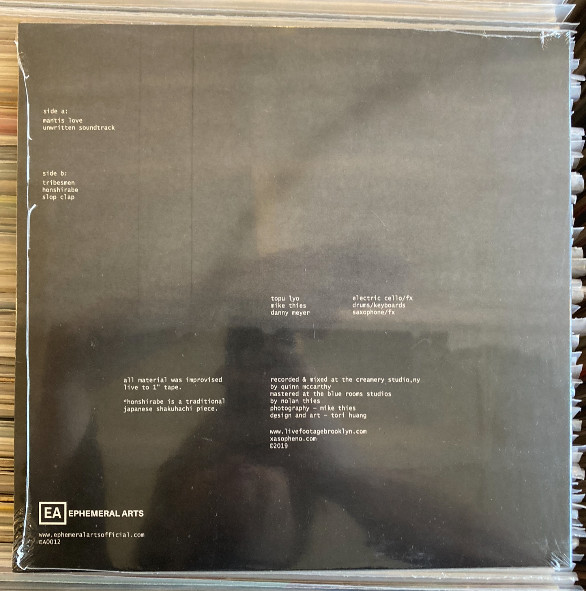 side a:
mantis love
unwritten soundtrack
side b:
tribesmen
honshirabe
slop clap
topu lyo electric cello/fx
mike thies drums/keyboards
danny meyer saxophone/fx
all material was improvised
live to 1" tape.
*honshirabe is a traditional
japanese shakuhachi piece.
recorded & mixed at the creamery studio,ny
by quinn mccarthy
mastered at the blue rooms studios
by nolan thies
photography – mike thies
design and art – tori huang
www.livefootagebrooklyn.com
xasopheno.com
©2019
EA EPHEMERAL ARTS
www.ephemeralartsofficial.com
EA0012